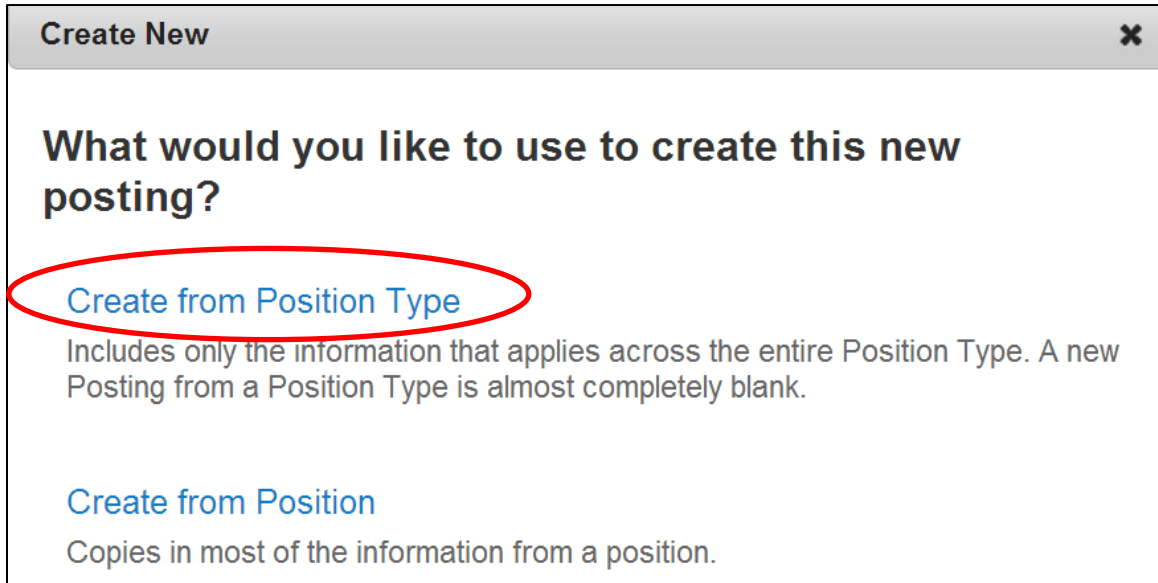 Create New
What would you like to use to create this new
posting?
Create from Position Type
Includes only the information that applies across the entire Position Type. A new
Posting from a Position Type is almost completely blank.
Create from Position
Copies in most of the information from a position.